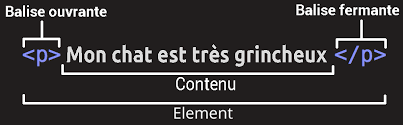 Balise ouvrante Balise fermante
<p> Mon chat est très grincheux </p>
Contenu
Element